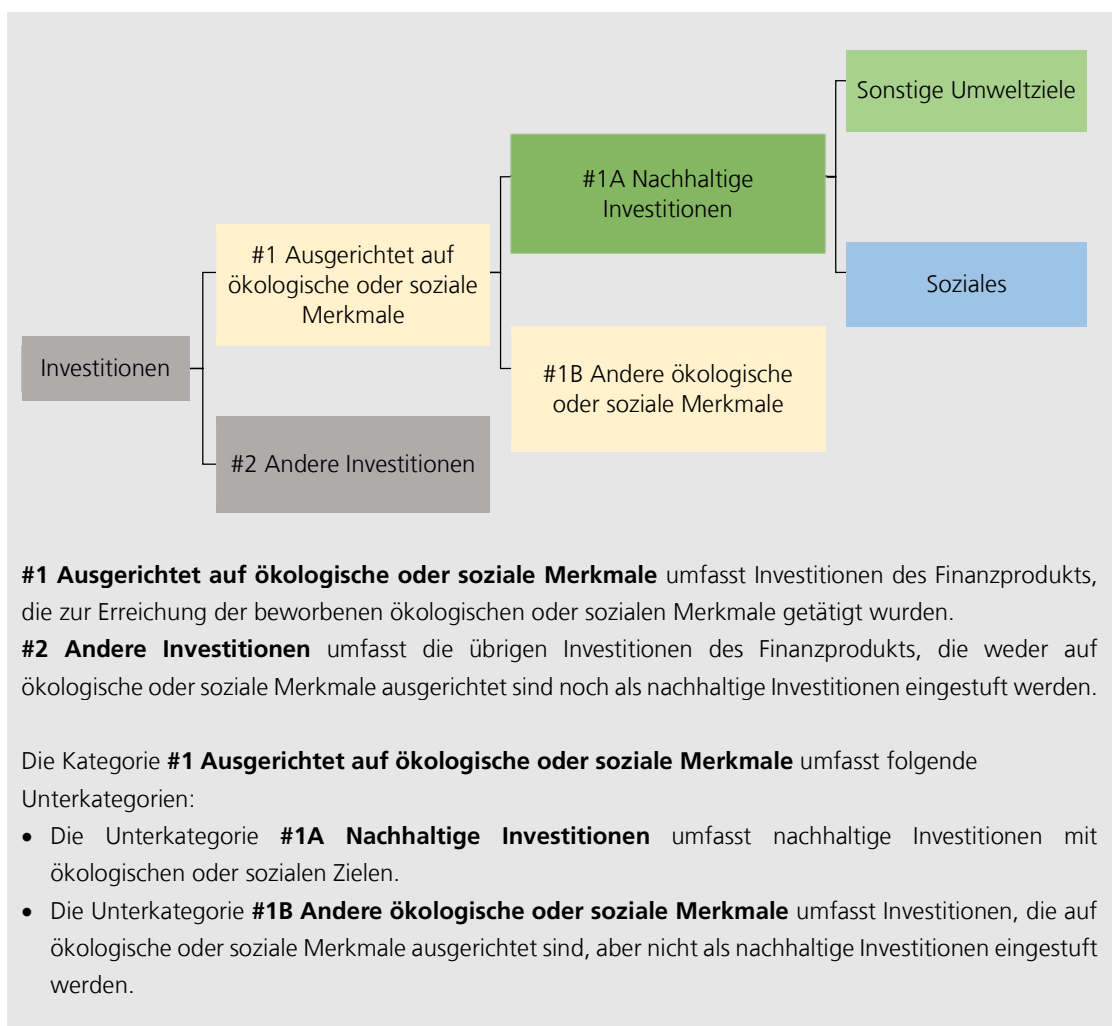 Sonstige Umweltziele
#1A Nachhaltige
Investitionen
#1 Ausgerichtet auf
ökologische oder soziale
Merkmale
Soziales
Investitionen
#1B Andere ökologische
oder soziale Merkmale
#2 Andere Investitionen
#1 Ausgerichtet auf ökologische oder soziale Merkmale umfasst Investitionen des Finanzprodukts,
die zur Erreichung der beworbenen ökologischen oder sozialen Merkmale getätigt wurden.
#2 Andere Investitionen umfasst die übrigen Investitionen des Finanzprodukts, die weder auf
ökologische oder soziale Merkmale ausgerichtet sind noch als nachhaltige Investitionen eingestuft werden.
Die Kategorie #1 Ausgerichtet auf ökologische oder soziale Merkmale umfasst folgende
Unterkategorien:
• Die Unterkategorie #1A Nachhaltige Investitionen umfasst nachhaltige Investitionen mit
ökologischen oder sozialen Zielen.
• Die Unterkategorie #1B Andere ökologische oder soziale Merkmale umfasst Investitionen, die auf
ökologische oder soziale Merkmale ausgerichtet sind, aber nicht als nachhaltige Investitionen eingestuft
werden.